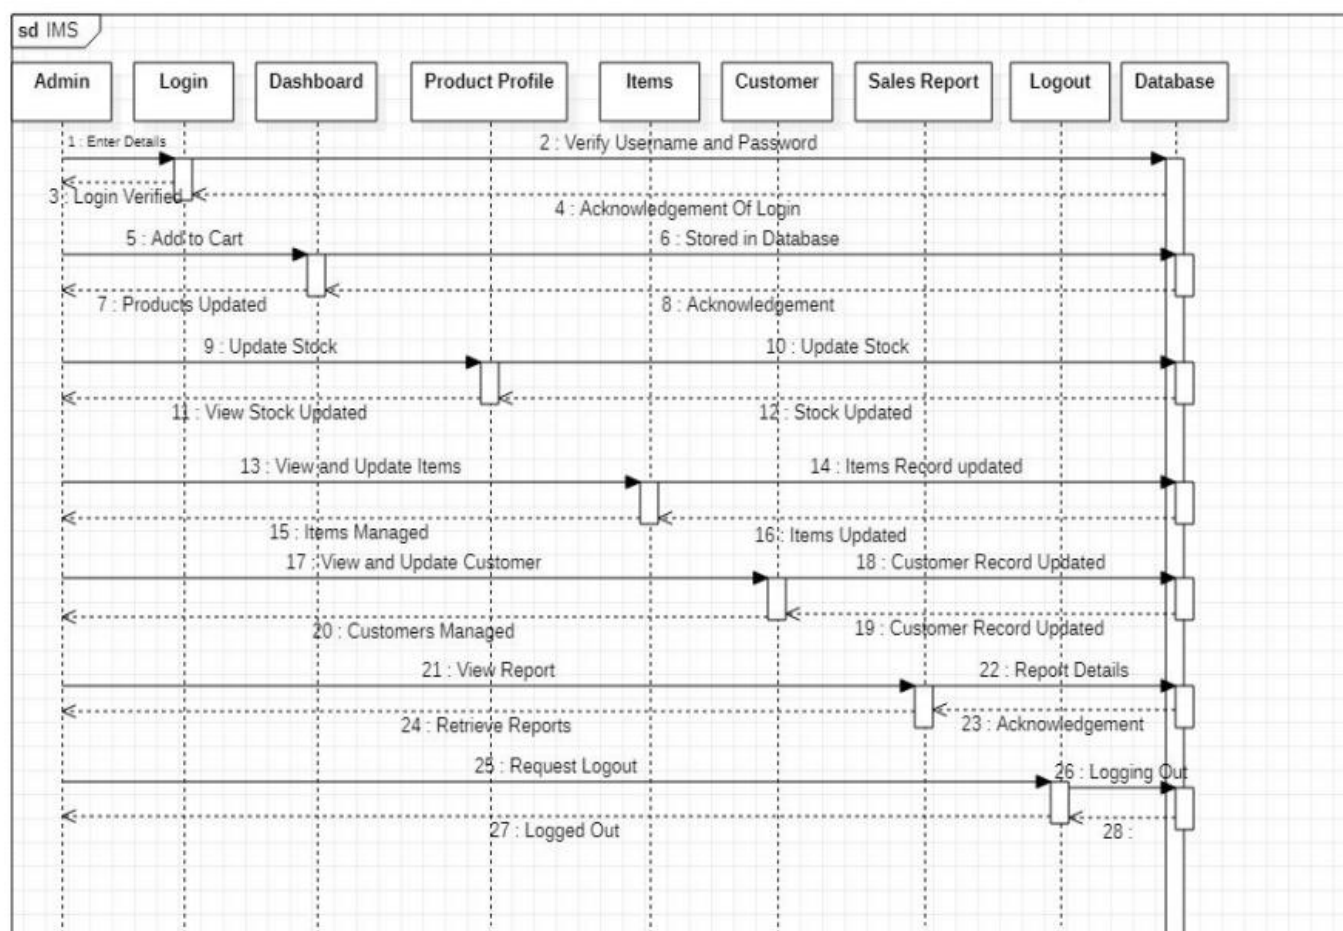 sd IMS
Admin
Login
Dashboard
Product Profile
Items
Customer
Sales Report
Logout
Database
1 : Enter Details
2 : Verify Username and Password
3 : Login Verified
4 : Acknowledgement Of Login
5 : Add to Cart
6 : Stored in Database
7 : Products Updated
8 : Acknowledgement
9 : Update Stock
10 : Update Stock
11 : View Stock Updated
12 : Stock Updated
13 : View and Update Items
14 : Items Record updated
15 : Items Managed
16 : Items Updated
17 : View and Update Customer
18 : Customer Record Updated
20 : Customers Managed
19 : Customer Record Updated
21 : View Report
22 : Report Details
24 : Retrieve Reports
23 : Acknowledgement
25 : Request Logout
26 : Logging Out
27 : Logged Out
28 :